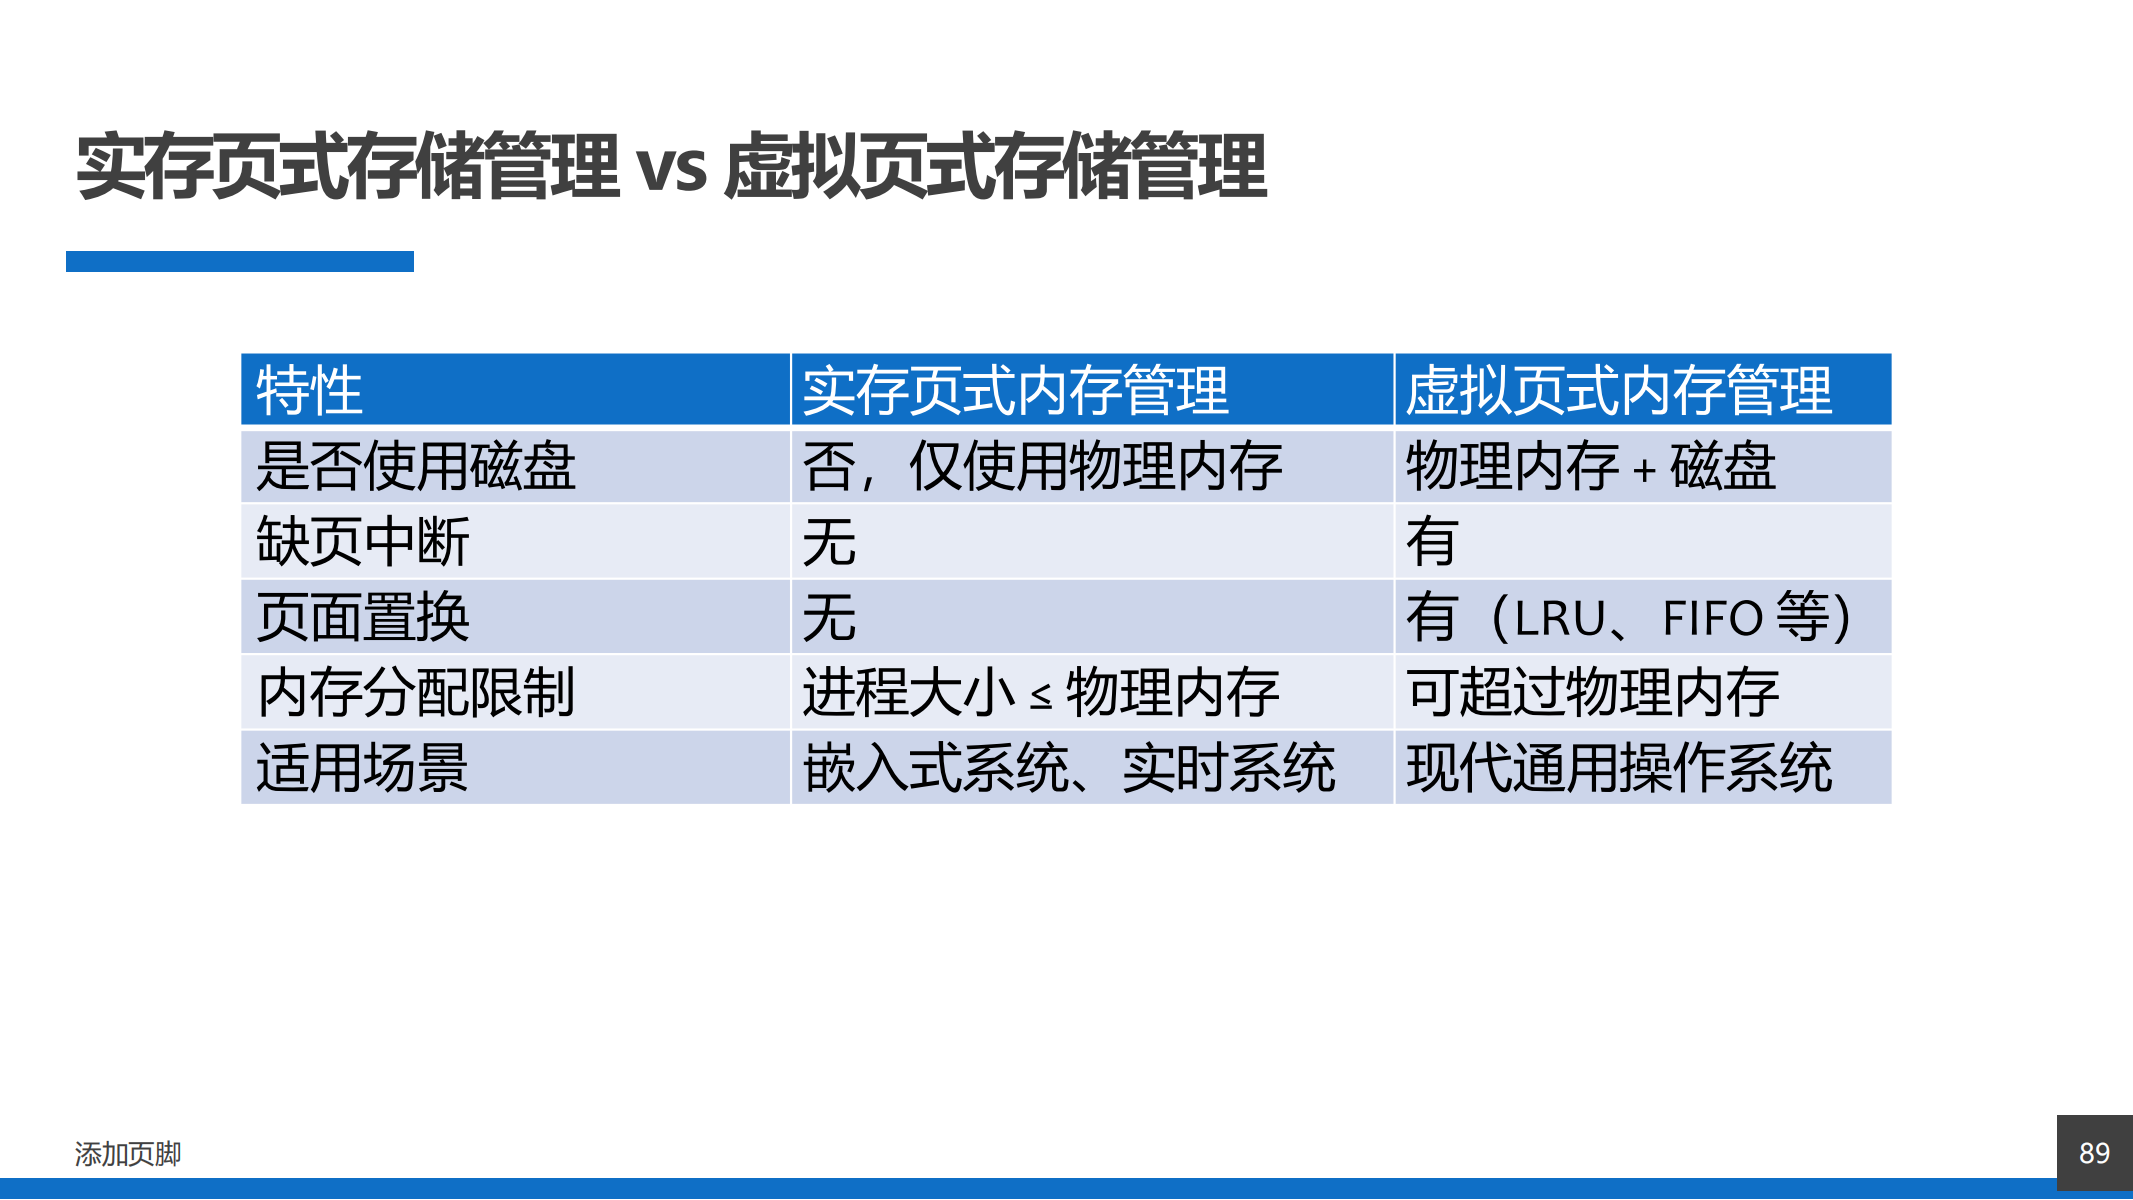 实存页式存储管理 vs 虚拟页式存储管理
特性 实存页式内存管理 虚拟页式内存管理
是否使用磁盘 否，仅使用物理内存 物理内存 + 磁盘
缺页中断 无 有
页面置换 无 有（LRU、FIFO 等）
内存分配限制 进程大小 ≤ 物理内存 可超过物理内存
适用场景 嵌入式系统、实时系统 现代通用操作系统
添加页脚
89